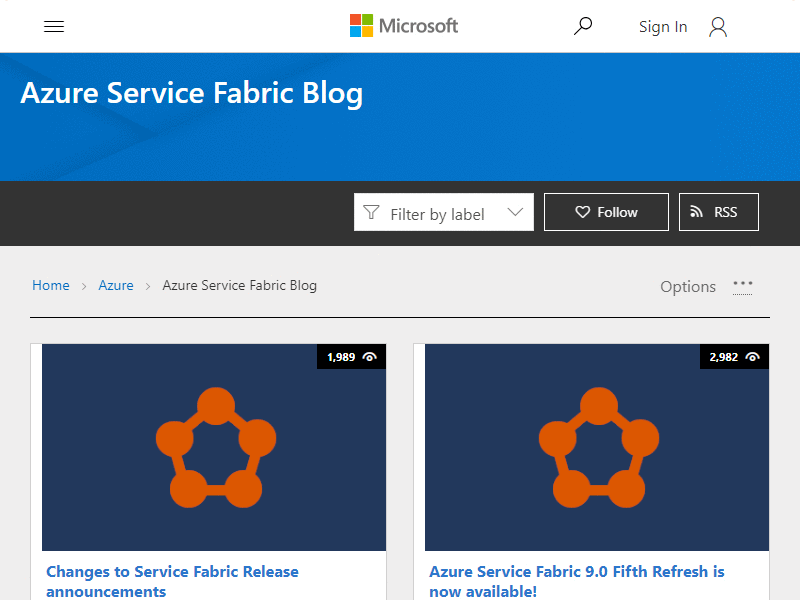 Microsoft
Sign In
Azure Service Fabric Blog
Filter by label
Follow
RSS
Home
Azure
Azure Service Fabric Blog
Options
1,989
2,982
Changes to Service Fabric Release
announcements
Azure Service Fabric 9.0 Fifth Refresh is
now available!